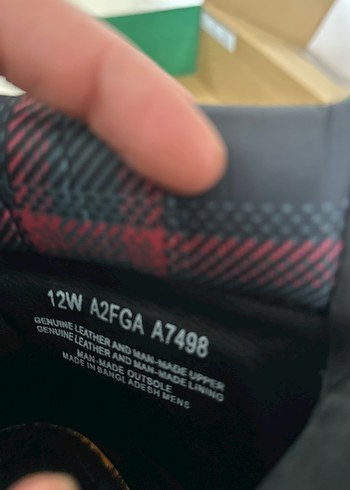 12W A2FGA A7498
GENUINE LEATHER AND MAN-MADE UPPER
GENUINE LEATHER AND MAN-MADE LINING
MAN-MADE OUTSOLE
MADE IN BANGLADESH MENS